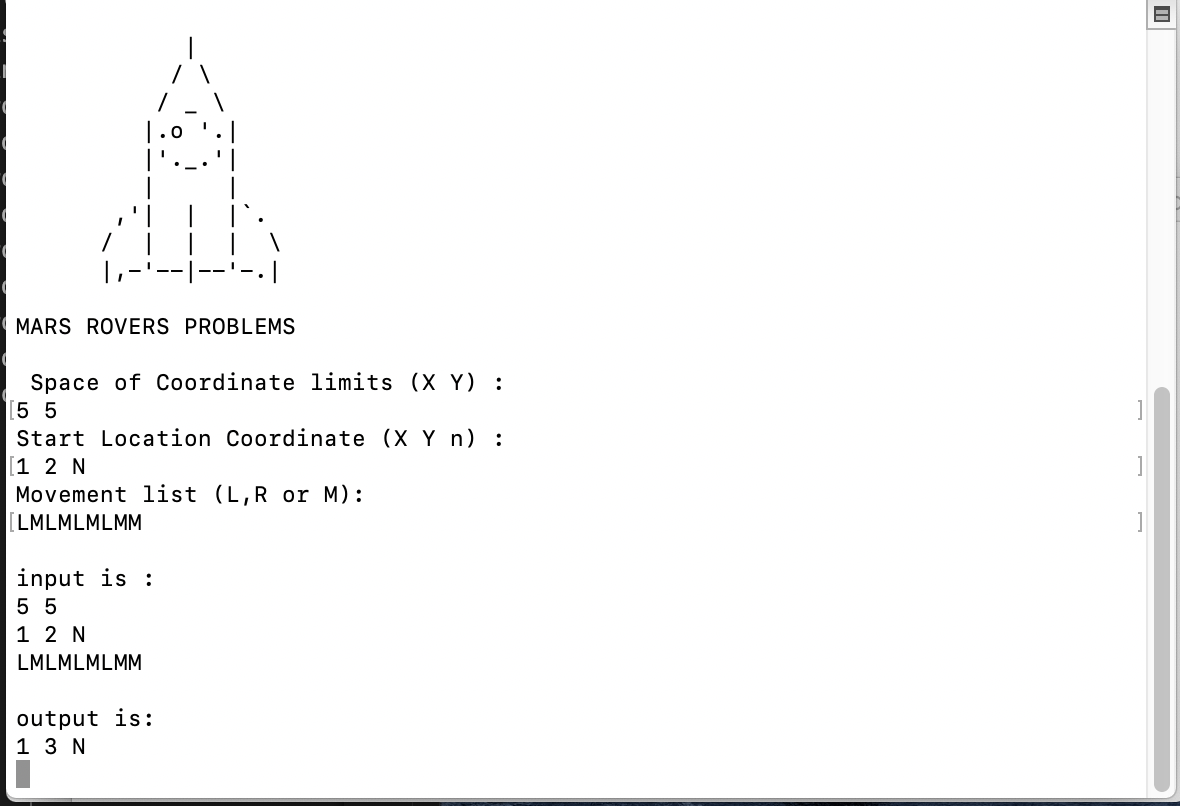 MARS ROVERS PROBLEMS
Space of Coordinate limits (X Y) :
[5 5 ]
Start Location Coordinate (X Y n) :
[1 2 N ]
Movement list (L,R or M):
[LMLMLMLMM ]
input is :
5 5
1 2 N
LMLMLMLMM
output is:
1 3 N